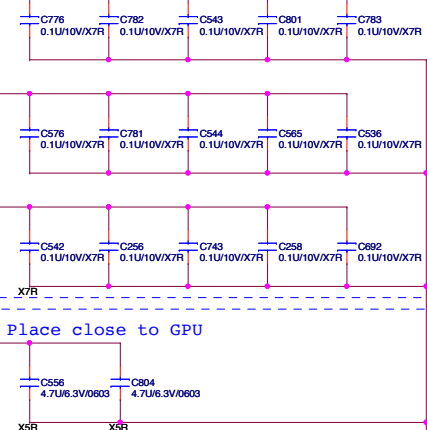 C776 C782 C543 C801 C783
0.1U/10V/X7R 0.1U/10V/X7R 0.1U/10V/X7R 0.1U/10V/X7R 0.1U/10V/X7R
C576 C781 C544 C565 C536
0.1U/10V/X7R 0.1U/10V/X7R 0.1U/10V/X7R 0.1U/10V/X7R 0.1U/10V/X7R
C542 C256 C743 C258 C692
0.1U/10V/X7R 0.1U/10V/X7R 0.1U/10V/X7R 0.1U/10V/X7R 0.1U/10V/X7R
X7R
Place close to GPU
C556 C804
4.7U/6.3V/0603 4.7U/6.3V/0603
X5R X5R